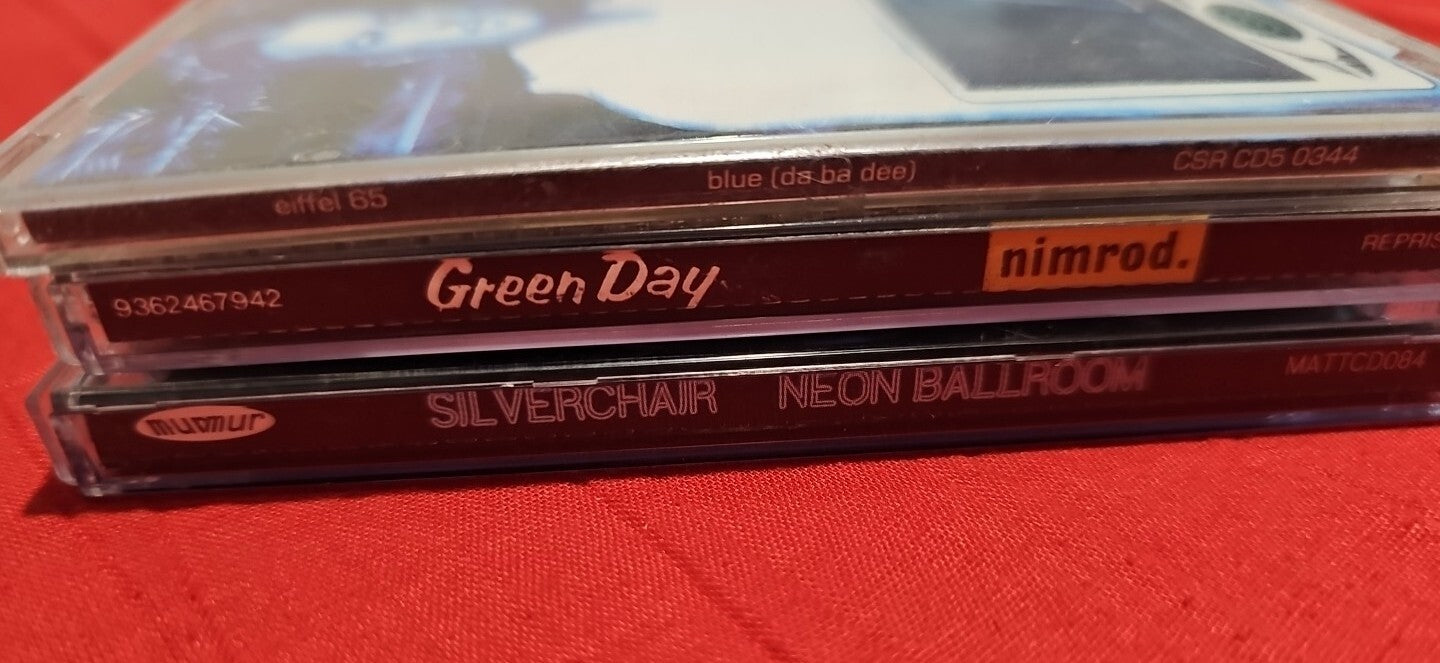 eiffel 65 blue (da ba dee) CSR CD5 0344
9362467942 Green Day nimrod. REPRIS
murmur SILVERCHAIR NEON BALLROOM MATTCD084